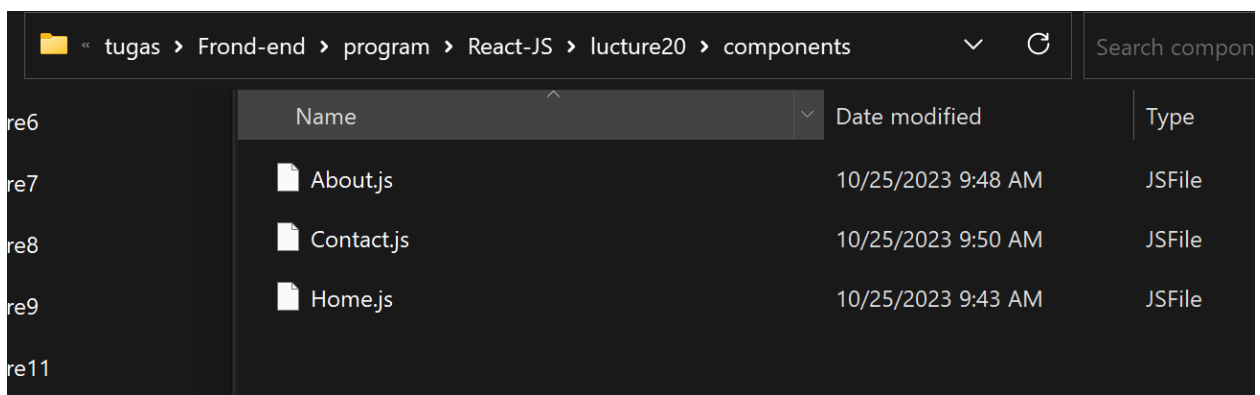 « tugas > Frond-end > program > React-JS > lucture20 > components Search compon
re6 Name Date modified Type
re7 About.js 10/25/2023 9:48 AM JSFile
re8 Contact.js 10/25/2023 9:50 AM JSFile
re9 Home.js 10/25/2023 9:43 AM JSFile
re11